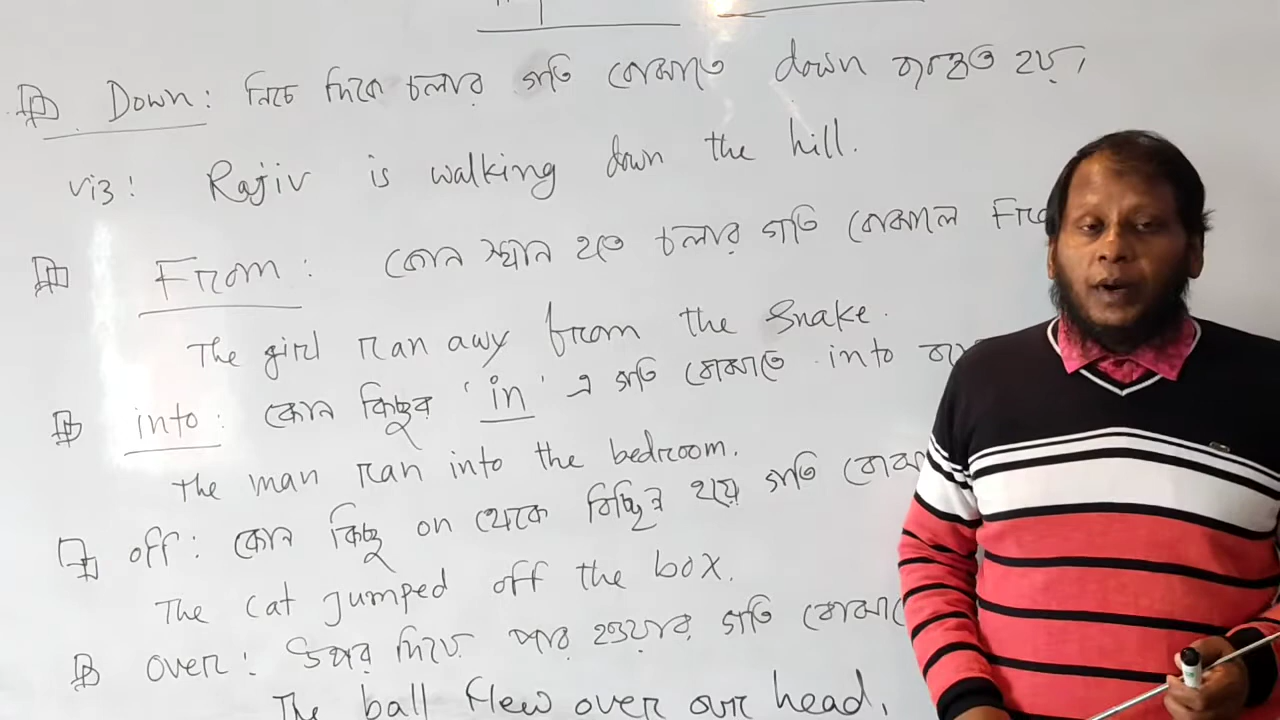 Down: নিচে দিকে চলার গতি বোঝাতে down ব্যবহৃত হয়।
viz: Rajiv is walking down the hill.
From: কোন স্থান হতে চলার গতি বোঝালে Fro
The girl ran awy from the Snake.
into: কোন কিছুর 'in' এ গতি বোঝাতে into ব্য
The man ran into the bedroom.
off: কোন কিছু on থেকে বিচ্ছিন্ন হয়ে গতি বোঝা
The cat jumped off the box.
over: উপর দিয়ে পার হওয়ার গতি বোঝাতে
The ball flew over our head.